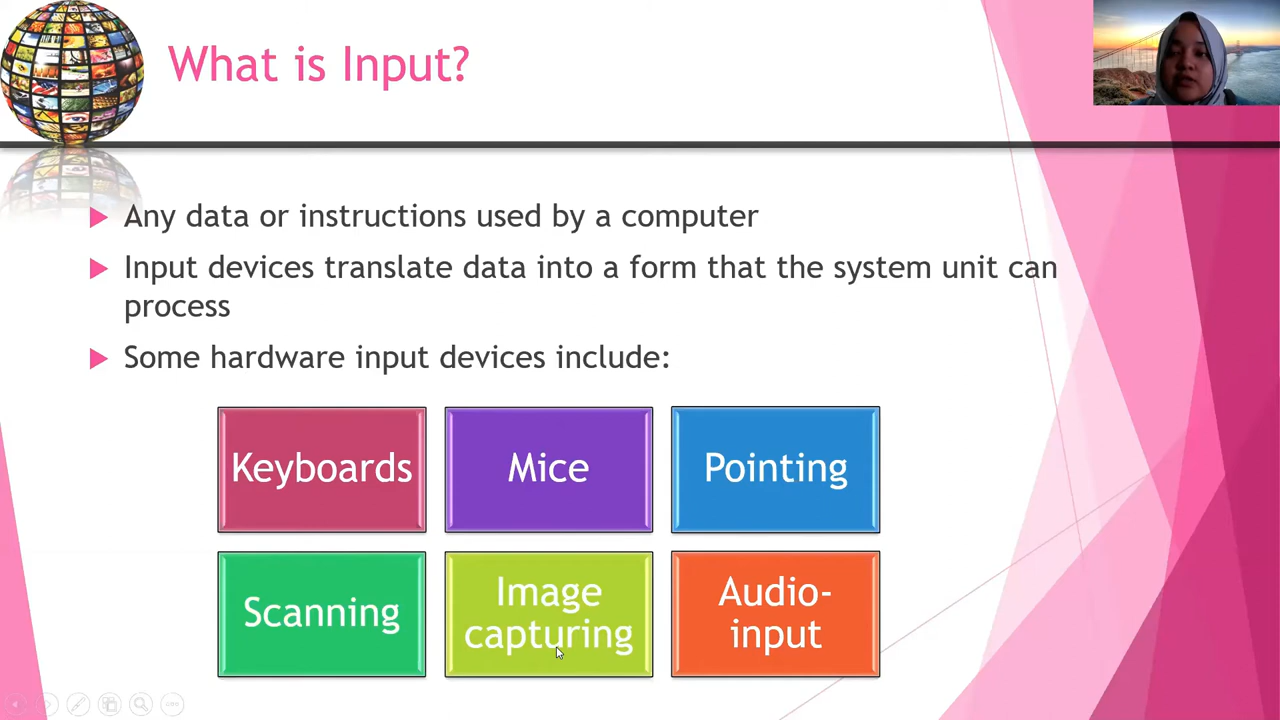 What is Input?
Any data or instructions used by a computer
Input devices translate data into a form that the system unit can
process
Some hardware input devices include:
Keyboards
Mice
Pointing
Scanning
Image
capturing
Audio-
input